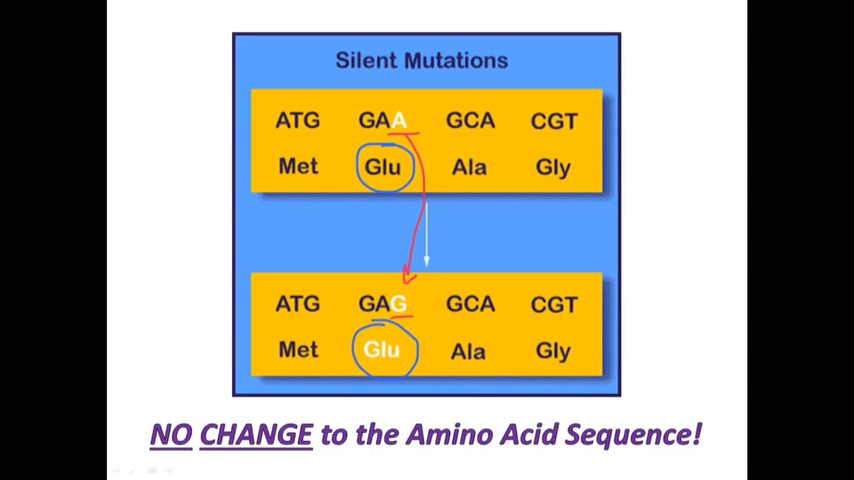 Silent Mutations
ATG GAA GCA CGT
Met Glu Ala Gly
ATG GAG GCA CGT
Met Glu Ala Gly
NO CHANGE to the Amino Acid Sequence!